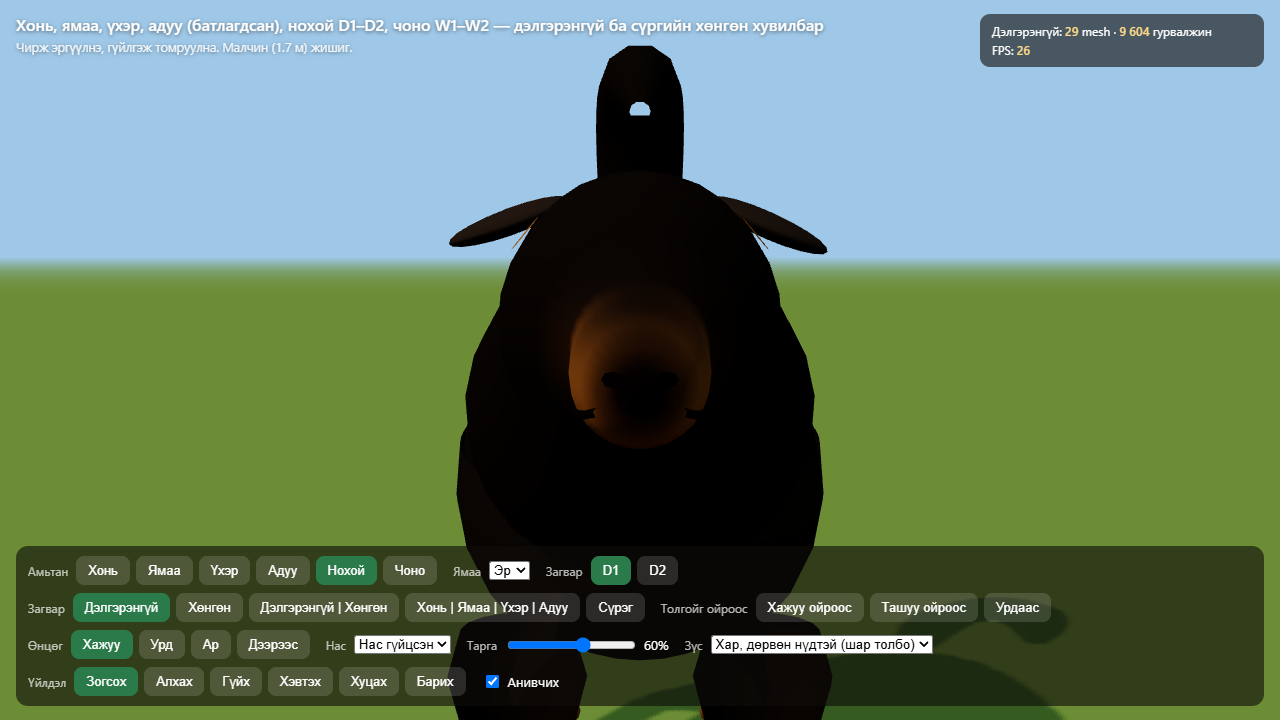 Хонь, ямаа, үхэр, адуу (батлагдсан), нохой D1–D2, чоно W1–W2 — дэлгэрэнгүй ба сүргийн хөнгөн хувилбар
Чирж эргүүлнэ, гүйлгэж томруулна. Малчин (1.7 м) жишиг.
Дэлгэрэнгүй: 29 mesh · 9 604 гурвалжин
FPS: 26
Амьтан Хонь Ямаа Үхэр Адуу Нохой Чоно Ямаа Эр Загвар D1 D2
Загвар Дэлгэрэнгүй Хөнгөн Дэлгэрэнгүй | Хөнгөн Хонь | Ямаа | Үхэр | Адуу Сүрэг Толгойг ойроос Хажуу ойроос Ташуу ойроос Урдаас
Өнцөг Хажуу Урд Ар Дээрээс Нас Нас гүйцсэн Тарга 60% Зүс Хар, дөрвөн нүдтэй (шар толбо)
Үйлдэл Зогсох Алхах Гүйх Хэвтэх Хуцах Барих Анивчих